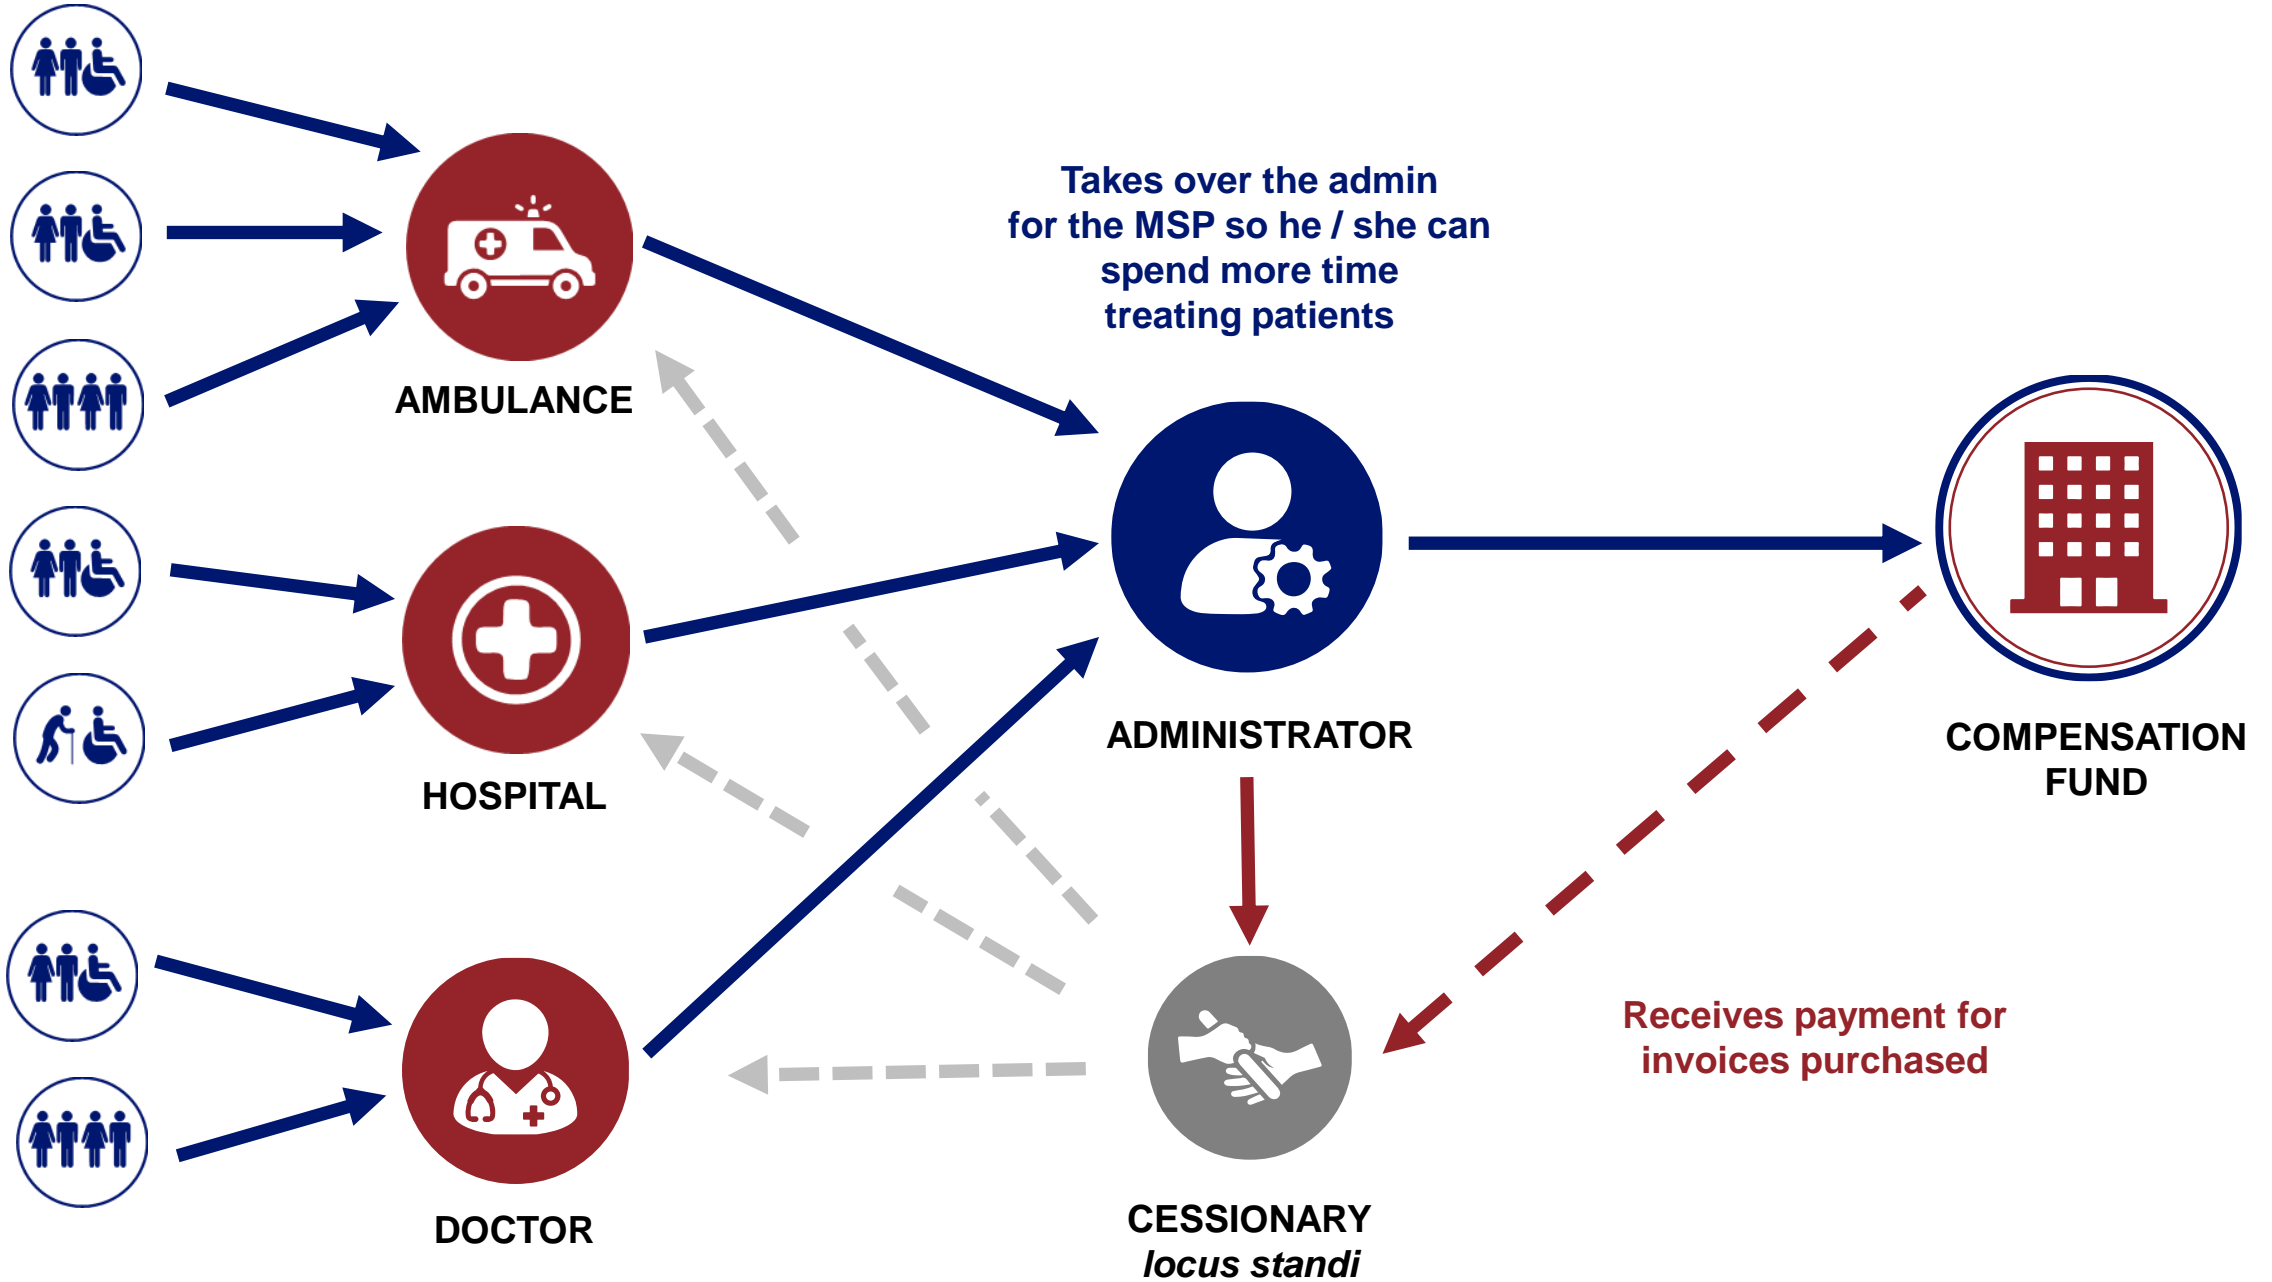 Takes over the admin
for the MSP so he / she can
spend more time
treating patients
AMBULANCE
HOSPITAL
DOCTOR
ADMINISTRATOR
COMPENSATION
FUND
Receives payment for
invoices purchased
CESSIONARY
locus standi